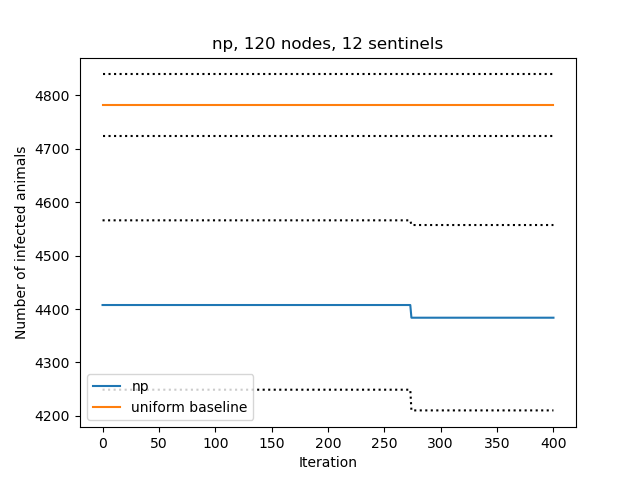 np, 120 nodes, 12 sentinels
Number of infected animals
4800
4700
4600
4500
4400
4300
4200
np
uniform baseline
0 50 100 150 200 250 300 350 400
Iteration